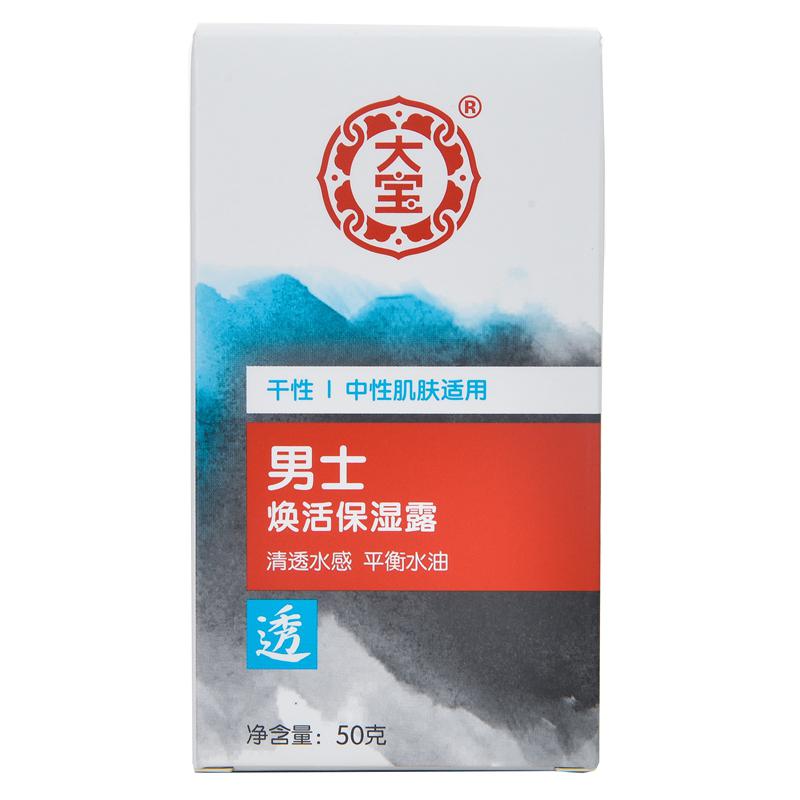 ®
大
宝
干性 | 中性肌肤适用
男士
焕活保湿露
清透水感 平衡水油
透
净含量：50克